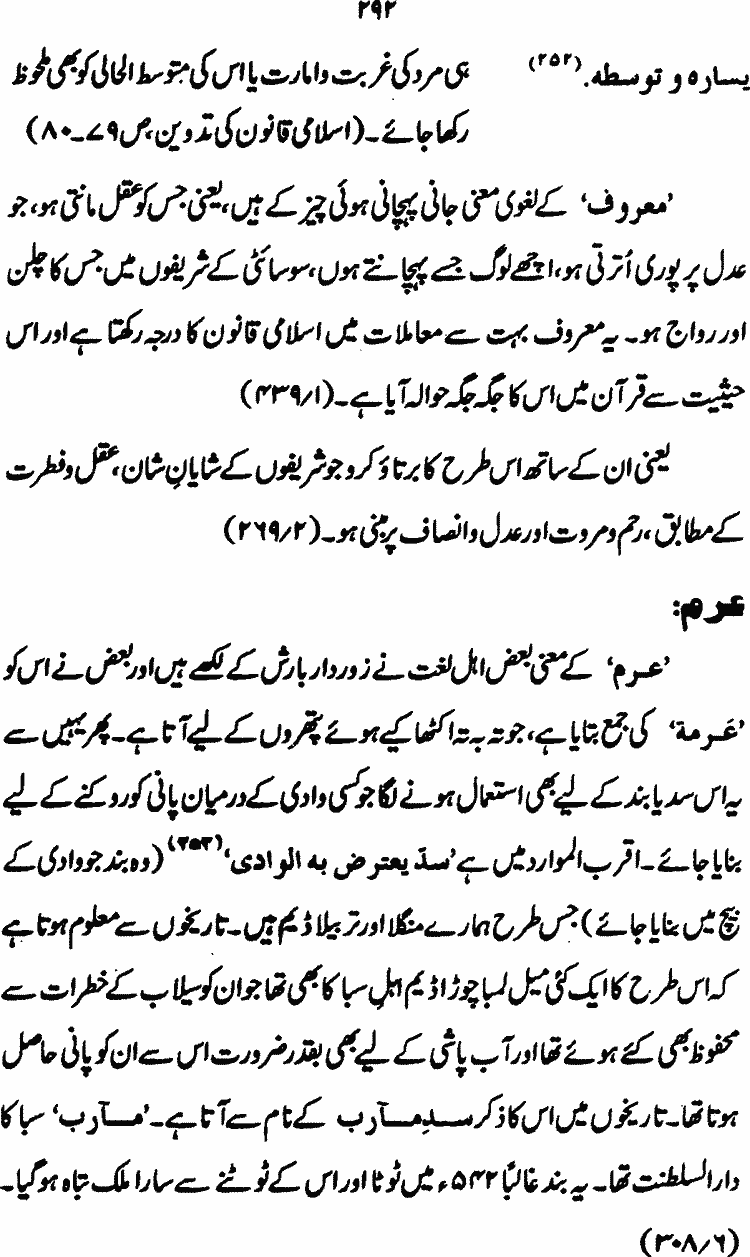 ۲۹۲
یسارہ و توسطہ. (۲۵۲) ہی مرد کی غربت و امارت یا اس کی متوسط الحالی کو بھی ملحوظ
رکھا جائے۔ (اسلامی قانون کی تدوین، ص ۷۹۔۸۰)
’معروف‘ کے لغوی معنی جانی پہچانی ہوئی چیز کے ہیں، یعنی جس کو عقل مانتی ہو، جو
عدل پر پوری اُترتی ہو، اچھے لوگ جسے پہچانتے ہوں، سوسائٹی کے شریفوں میں جس کا چلن
اور رواج ہو۔ یہ معروف بہت سے معاملات میں اسلامی قانون کا درجہ رکھتا ہے اور اس
حیثیت سے قرآن میں اس کا جگہ جگہ حوالہ آیا ہے۔ (۱/۴۳۹)
یعنی ان کے ساتھ اس طرح کا برتاؤ کرو جو شریفوں کے شایانِ شان، عقل و فطرت
کے مطابق، رحم و مروت اور عدل و انصاف پر مبنی ہو۔ (۲/۲۶۹)
عرم:
’عرم‘ کے معنی بعض اہل لغت نے زور دار بارش کے لکھے ہیں اور بعض نے اس کو
’عَرمة‘ کی جمع بتایا ہے، جو تہ بہ تہ اکٹھا کیے ہوئے پتھروں کے لیے آتا ہے۔ پھر یہیں سے
یہ اس سد یا بند کے لیے بھی استعمال ہونے لگا جو کسی وادی کے درمیان پانی کو روکنے کے لیے
بنایا جائے۔ اقرب الموارد میں ہے ’سدّ یعترض به الوادی‘ (۲۵۳) (وہ بند جو وادی کے
بیچ میں بنایا جائے) جس طرح ہمارے منگلا اور تربیلا ڈیم ہیں۔ تاریخوں سے معلوم ہوتا ہے
کہ اس طرح کا ایک کئی میل لمبا چوڑا ڈیم اہلِ سبا کا بھی تھا جو ان کو سیلاب کے خطرات سے
محفوظ بھی کئے ہوئے تھا اور آب پاشی کے لیے بھی بقدر ضرورت اس سے ان کو پانی حاصل
ہوتا تھا۔ تاریخوں میں اس کا ذکر سدِ مآرب کے نام سے آتا ہے۔ ’مآرب‘ سبا کا
دار السلطنت تھا۔ یہ بند غالبًا ۵۴۲ء میں ٹوٹا اور اس کے ٹوٹنے سے سارا ملک تباہ ہو گیا۔
(۶/۳۰۸)